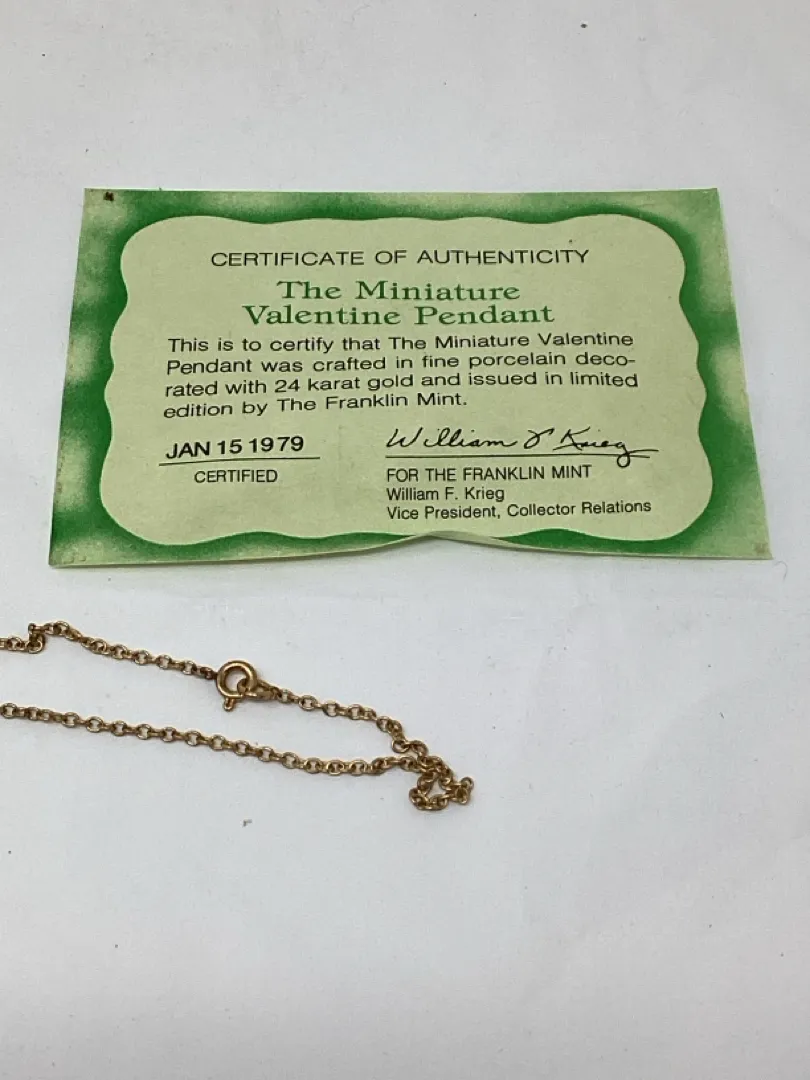 CERTIFICATE OF AUTHENTICITY
The Miniature
Valentine Pendant
This is to certify that The Miniature Valentine
Pendant was crafted in fine porcelain deco-
rated with 24 karat gold and issued in limited
edition by The Franklin Mint.
JAN 15 1979
CERTIFIED
William F Krieg
FOR THE FRANKLIN MINT
William F. Krieg
Vice President, Collector Relations